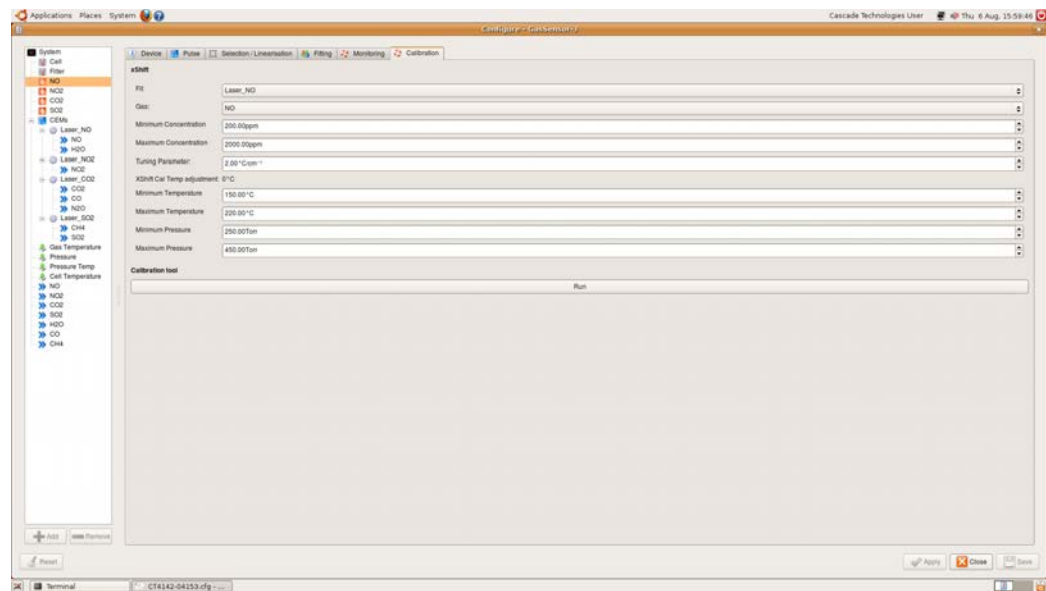 Applications Places System
Cascade Technologies User
Thu 6 Aug, 15:59:46
Configure - GasSensor-7
System
Cell
Filter
NO
NO2
CO2
SO2
CEMs
Laser_NO
NO
H2O
Laser_NO2
NO2
Laser_CO2
CO2
CO
N2O
Laser_SO2
CH4
SO2
Gas Temperature
Pressure
Pressure Temp
Cell Temperature
NO
NO2
CO2
SO2
H2O
CO
CH4
Add Remove
Reset
Device Pulse Selection/Linearisation Fitting Monitoring Calibration
xShift
Fit: Laser_NO
Gas: NO
Minimum Concentration 200.00ppm
Maximum Concentration 2000.00ppm
Tuning Parameter: 2.00°C/cm⁻¹
XShift Cal Temp adjustment 0°C
Minimum Temperature 150.00°C
Maximum Temperature 220.00°C
Minimum Pressure 250.00Torr
Maximum Pressure 450.00Torr
Calibration tool
Run
Apply Close Save
Terminal CT4142-04153.cfg - ...